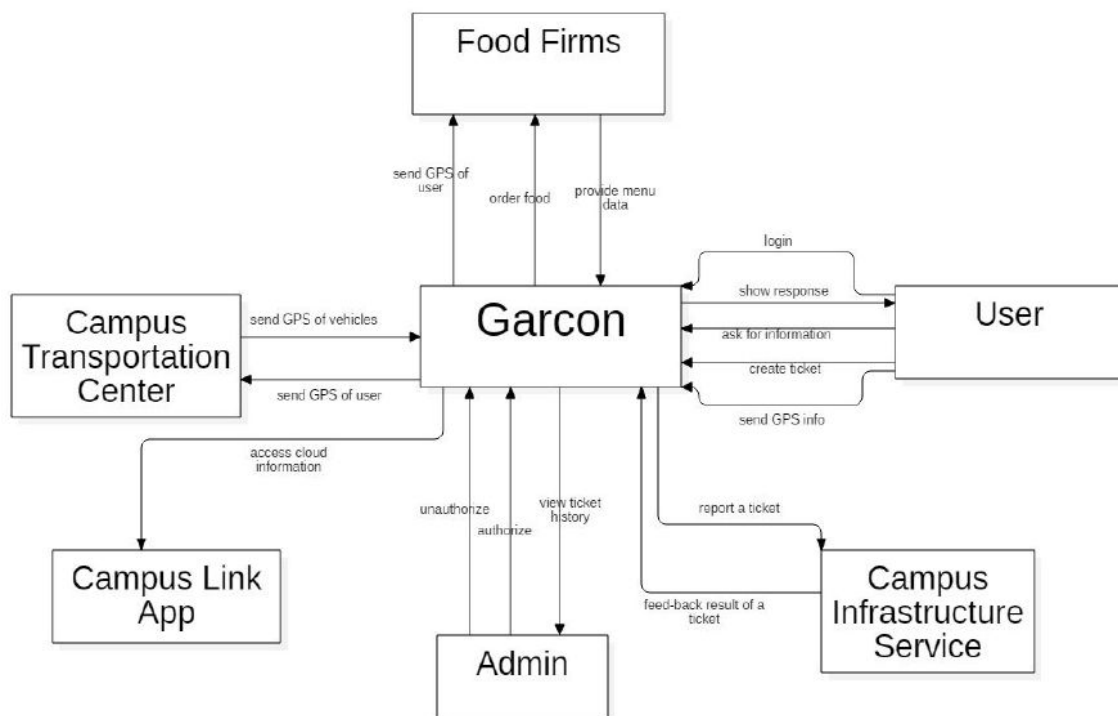 Food Firms
send GPS of
user
order food
provide menu
data
login
Campus
Transportation
Center
send GPS of vehicles
send GPS of user
Garcon
show response
ask for information
create ticket
send GPS info
User
access cloud
information
unauthorize
authorize
view ticket
history
report a ticket
Campus Link
App
feed-back result of a
ticket
Campus
Infrastructure
Service
Admin